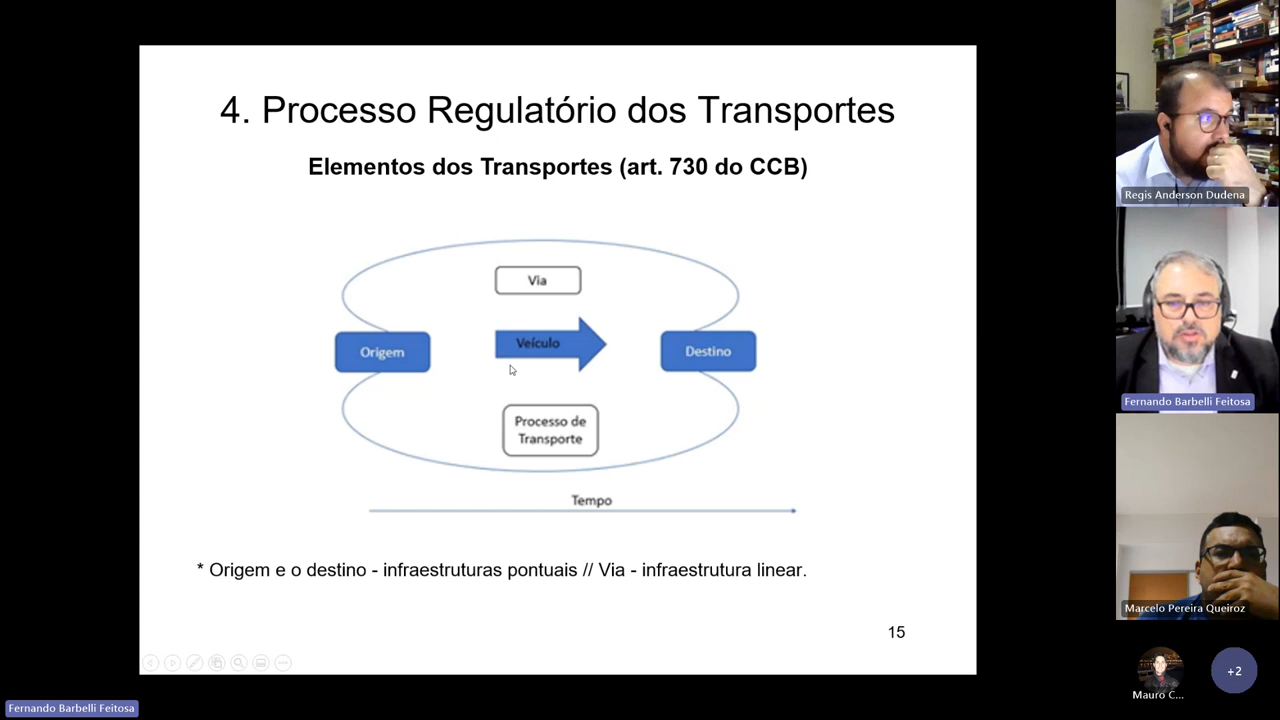 4. Processo Regulatório dos Transportes
Elementos dos Transportes (art. 730 do CCB)
Via
Origem
Veículo
Destino
Processo de
Transporte
Tempo
* Origem e o destino - infraestruturas pontuais // Via - infraestrutura linear.
15
Regis Anderson Dudena
Fernando Barbelli Feitosa
Marcelo Pereira Queiroz
Mauro C...
+2
Fernando Barbelli Feitosa